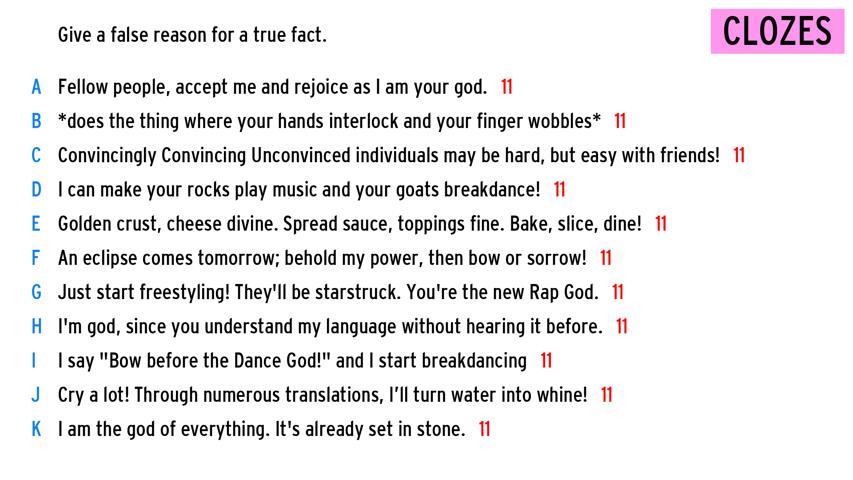 Give a false reason for a true fact.
CLOZES
A Fellow people, accept me and rejoice as I am your god. 11
B *does the thing where your hands interlock and your finger wobbles* 11
C Convincingly Convincing Unconvinced individuals may be hard, but easy with friends! 11
D I can make your rocks play music and your goats breakdance! 11
E Golden crust, cheese divine. Spread sauce, toppings fine. Bake, slice, dine! 11
F An eclipse comes tomorrow; behold my power, then bow or sorrow! 11
G Just start freestyling! They'll be starstruck. You're the new Rap God. 11
H I'm god, since you understand my language without hearing it before. 11
I I say "Bow before the Dance God!" and I start breakdancing 11
J Cry a lot! Through numerous translations, I’ll turn water into whine! 11
K I am the god of everything. It's already set in stone. 11